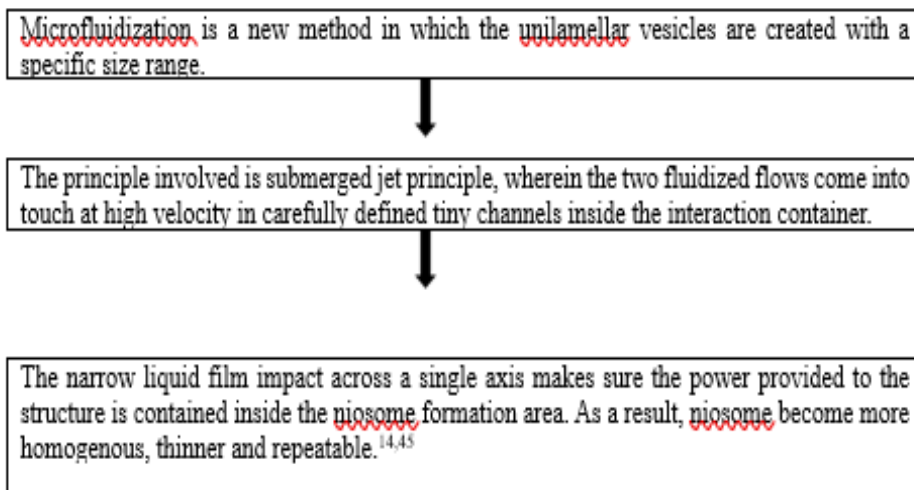 Microfluidization is a new method in which the unilamellar vesicles are created with a
specific size range.
The principle involved is submerged jet principle, wherein the two fluidized flows come into
touch at high velocity in carefully defined tiny channels inside the interaction container.
The narrow liquid film impact across a single axis makes sure the power provided to the
structure is contained inside the niosome formation area. As a result, niosome become more
homogenous, thinner and repeatable.14,45